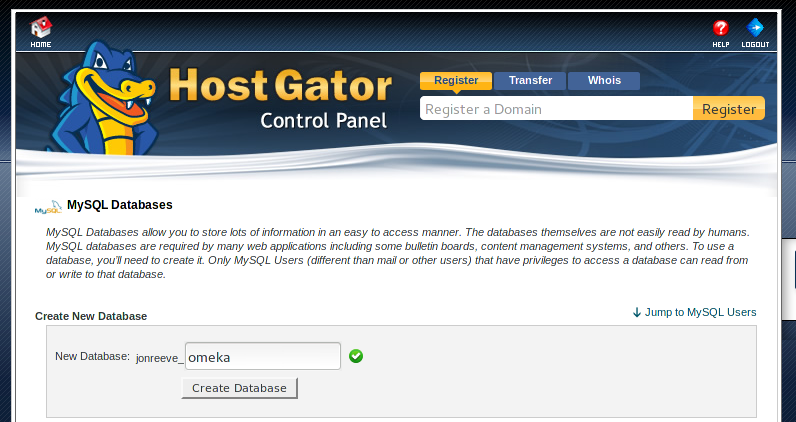 HOME
HELP
LOGOUT
HostGator
Control Panel
Register
Transfer
Whois
Register a Domain
Register
MySQL
MySQL Databases
MySQL Databases allow you to store lots of information in an easy to access manner. The databases themselves are not easily read by humans.
MySQL databases are required by many web applications including some bulletin boards, content management systems, and others. To use a
database, you'll need to create it. Only MySQL Users (different than mail or other users) that have privileges to access a database can read from
or write to that database.
Jump to MySQL Users
Create New Database
New Database: jonreeve_ omeka
Create Database